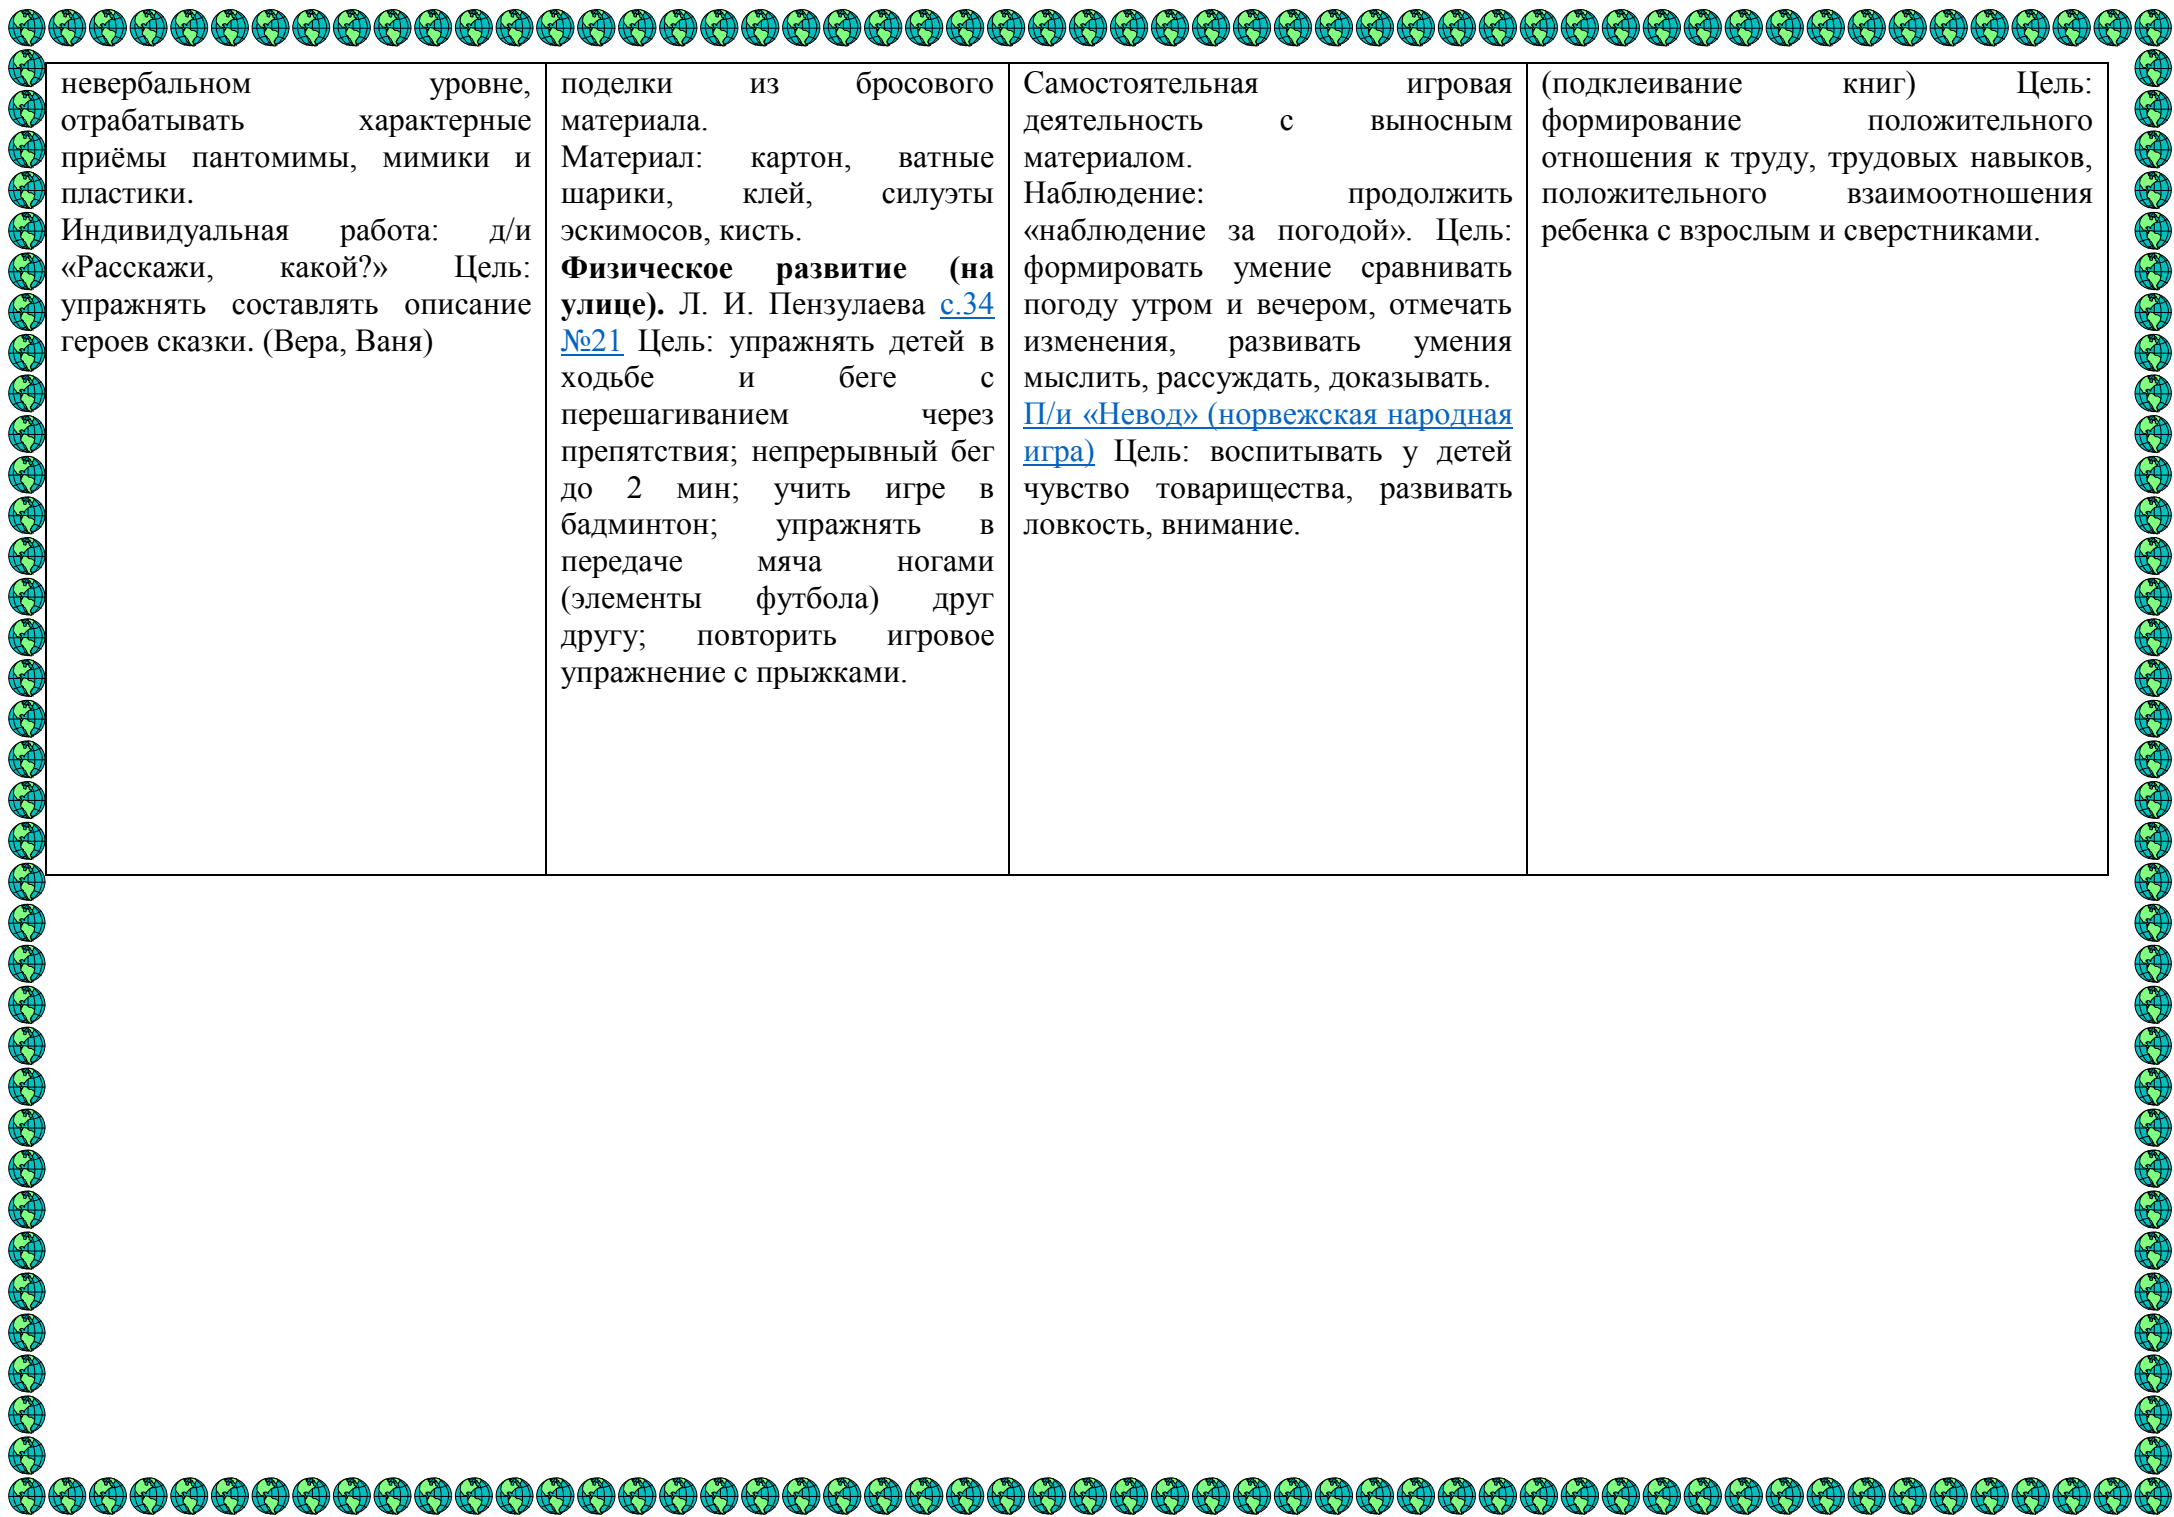 невербальном уровне,
отрабатывать характерные
приёмы пантомимы, мимики и
пластики.
Индивидуальная работа: д/и
«Расскажи, какой?» Цель:
упражнять составлять описание
героев сказки. (Вера, Ваня)
поделки из бросового
материала.
Материал: картон, ватные
шарики, клей, силуэты
эскимосов, кисть.
Физическое развитие (на
улице). Л. И. Пензулаева с.34
№21 Цель: упражнять детей в
ходьбе и беге с
перешагиванием через
препятствия; непрерывный бег
до 2 мин; учить игре в
бадминтон; упражнять в
передаче мяча ногами
(элементы футбола) друг
другу; повторить игровое
упражнение с прыжками.
Самостоятельная игровая
деятельность с выносным
материалом.
Наблюдение: продолжить
«наблюдение за погодой». Цель:
формировать умение сравнивать
погоду утром и вечером, отмечать
изменения, развивать умения
мыслить, рассуждать, доказывать.
П/и «Невод» (норвежская народная
игра) Цель: воспитывать у детей
чувство товарищества, развивать
ловкость, внимание.
(подклеивание книг) Цель:
формирование положительного
отношения к труду, трудовых навыков,
положительного взаимоотношения
ребенка с взрослым и сверстниками.